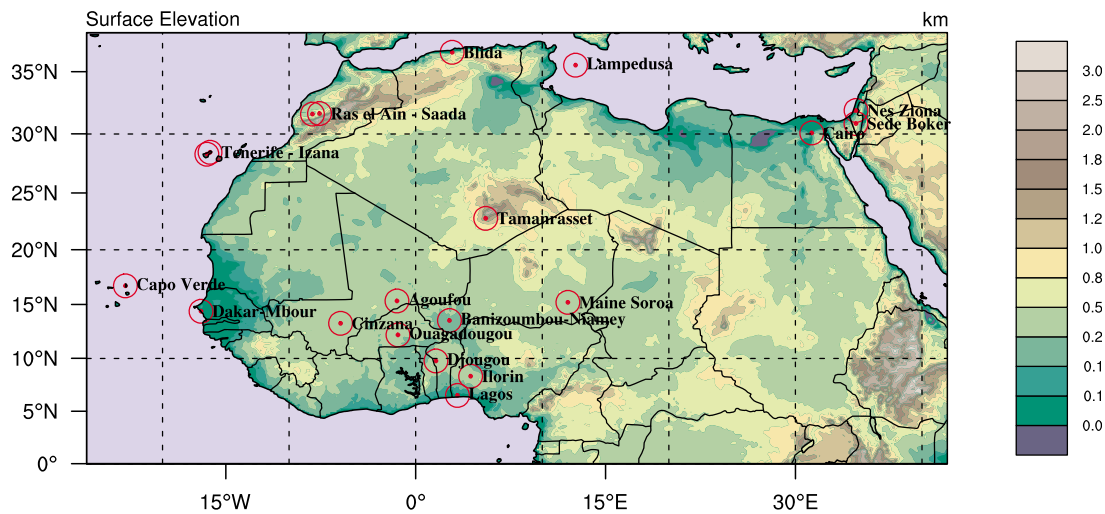 Surface Elevation km
35°N
30°N
25°N
20°N
15°N
10°N
5°N
0°
15°W 0° 15°E 30°E
Blida
Lampedusa
Ras el Ain - Saada
Nes Ziona
Sede Boker
Cairo
Tenerife - Izana
Tamanrasset
Capo Verde
Agoufou
Maine Soroa
Dakar-Mbour
Cinzana
Banizoumbou-Niamey
Ouagadougou
Djougou
Ilorin
Lagos
3.0
2.5
2.0
1.8
1.5
1.2
1.0
0.8
0.5
0.2
0.1
0.1
0.0